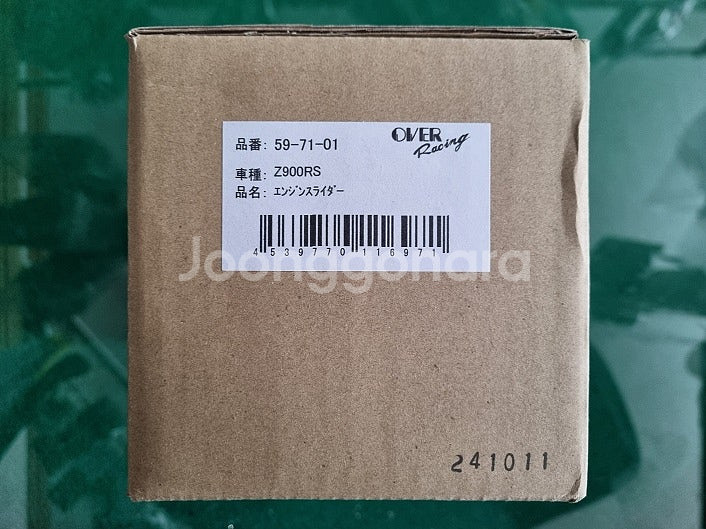 OVER
Racing
品番: 59-71-01
車種: Z900RS
品名: ｴﾝｼﾞﾝｽﾗｲﾀﾞｰ
4539770116971
Joonggonara
241011